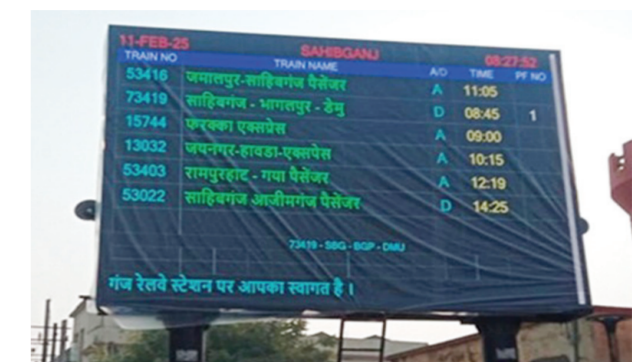 11-FEB-25 SAHIBGANJ 08:27:52
TRAIN NO TRAIN NAME A/D TIME PF NO
53416 जमालपुर-साहिबगंज पैसेंजर A 11:05
73419 साहिबगंज - भागलपुर - डेमु D 08:45 1
15744 फरक्का एक्सप्रेस A 09:00
13032 जयनगर-हावडा-एक्सपेस A 10:15
53403 रामपुरहाट - गया पैसेंजर A 12:19
53022 साहिबगंज आजीमगंज पैसेंजर D 14:25
73419 - SBG - BGP - DMU
गंज रेलवे स्टेशन पर आपका स्वागत है ।